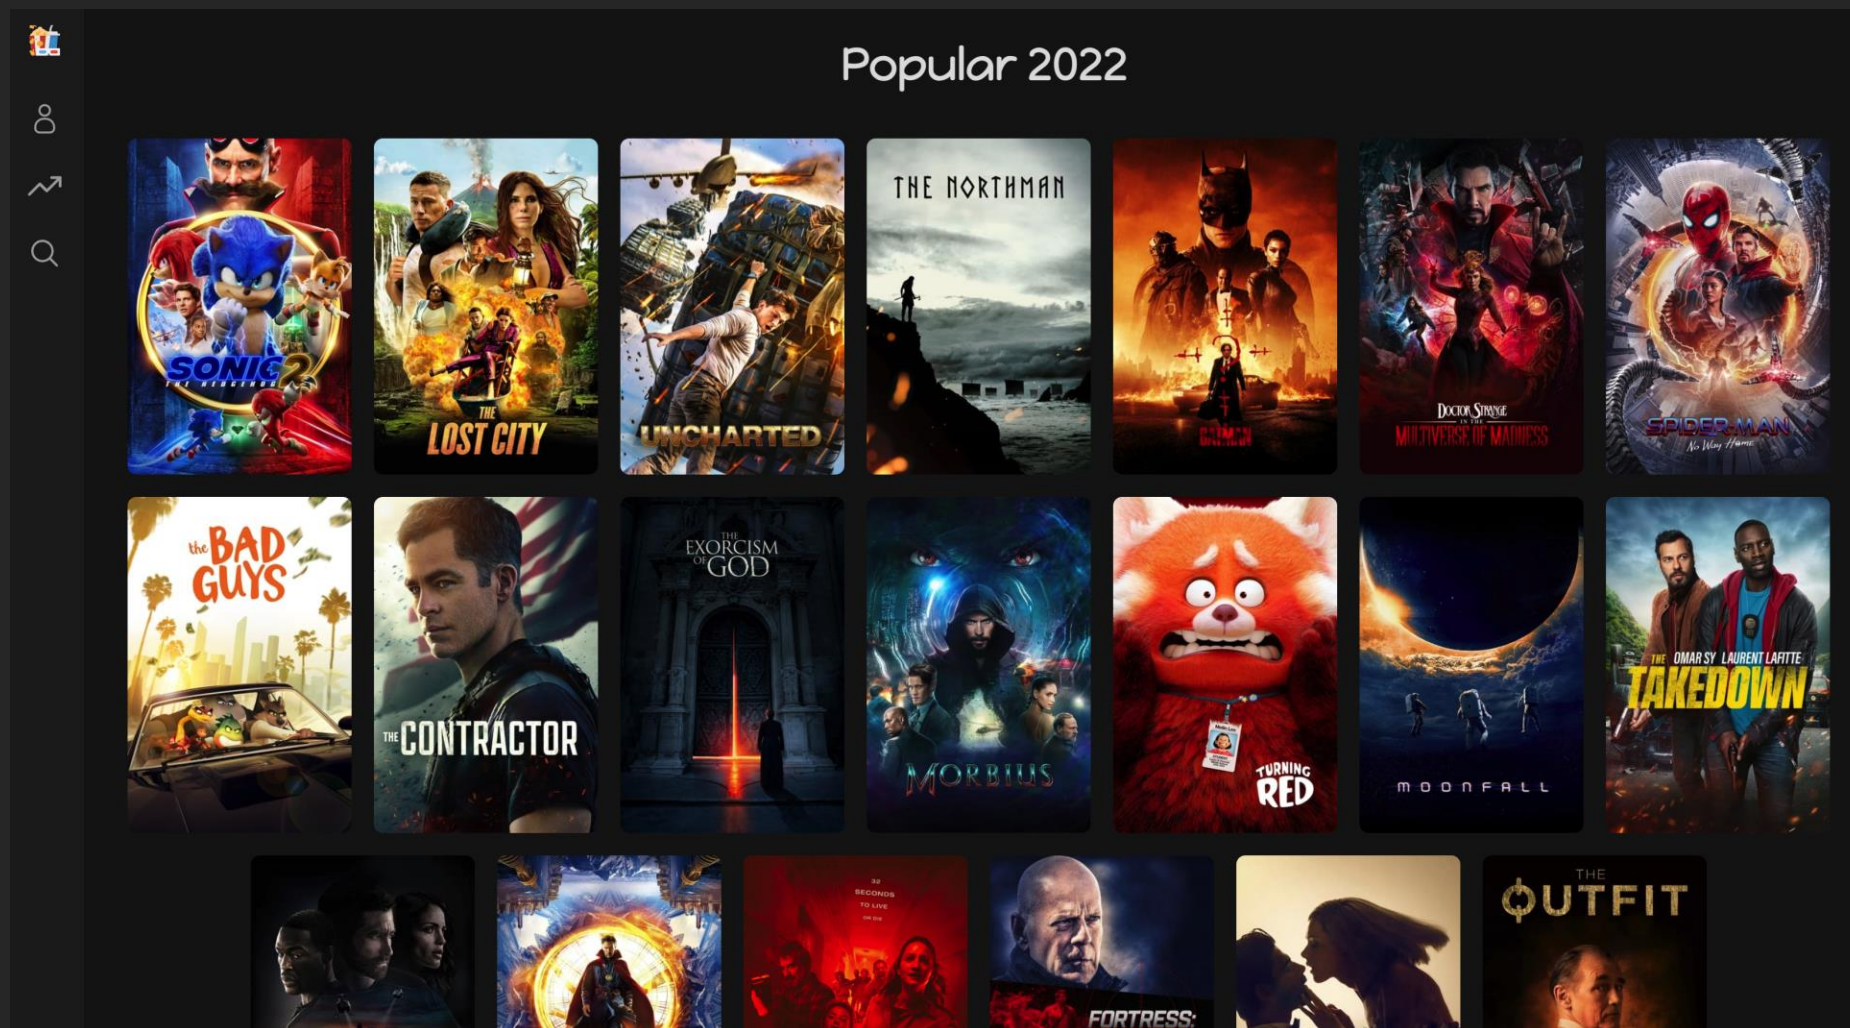 Popular 2022
SONIC 2
THE HEDGEHOG
THE
LOST CITY
UNCHARTED
THE NORTHMAN
BATMAN
DOCTOR STRANGE
IN THE
MULTIVERSE OF MADNESS
SPIDER-MAN
No Way Home
the BAD
GUYS
THE CONTRACTOR
THE
EXORCISM
OF GOD
MORBIUS
TURNING
RED
MOONFALL
THE OMAR SY LAURENT LAFITTE
TAKEDOWN
32
SECONDS
TO LIVE
OR DIE
FORTRESS:
THE
OUTFIT